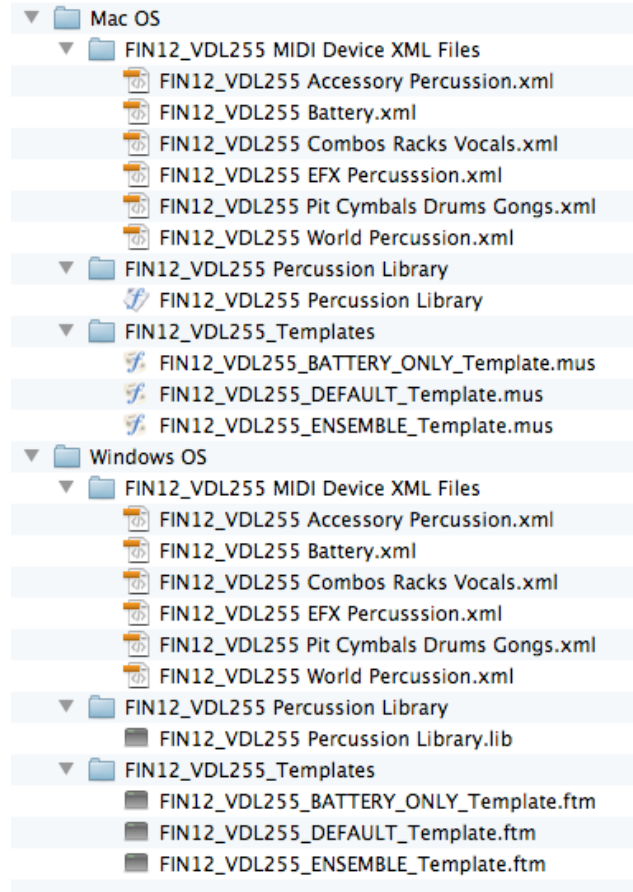 Mac OS
FIN12_VDL255 MIDI Device XML Files
FIN12_VDL255 Accessory Percussion.xml
FIN12_VDL255 Battery.xml
FIN12_VDL255 Combos Racks Vocals.xml
FIN12_VDL255 EFX Percusssion.xml
FIN12_VDL255 Pit Cymbals Drums Gongs.xml
FIN12_VDL255 World Percussion.xml
FIN12_VDL255 Percussion Library
FIN12_VDL255 Percussion Library
FIN12_VDL255_Templates
FIN12_VDL255_BATTERY_ONLY_Template.mus
FIN12_VDL255_DEFAULT_Template.mus
FIN12_VDL255_ENSEMBLE_Template.mus
Windows OS
FIN12_VDL255 MIDI Device XML Files
FIN12_VDL255 Accessory Percussion.xml
FIN12_VDL255 Battery.xml
FIN12_VDL255 Combos Racks Vocals.xml
FIN12_VDL255 EFX Percusssion.xml
FIN12_VDL255 Pit Cymbals Drums Gongs.xml
FIN12_VDL255 World Percussion.xml
FIN12_VDL255 Percussion Library
FIN12_VDL255 Percussion Library.lib
FIN12_VDL255_Templates
FIN12_VDL255_BATTERY_ONLY_Template.ftm
FIN12_VDL255_DEFAULT_Template.ftm
FIN12_VDL255_ENSEMBLE_Template.ftm